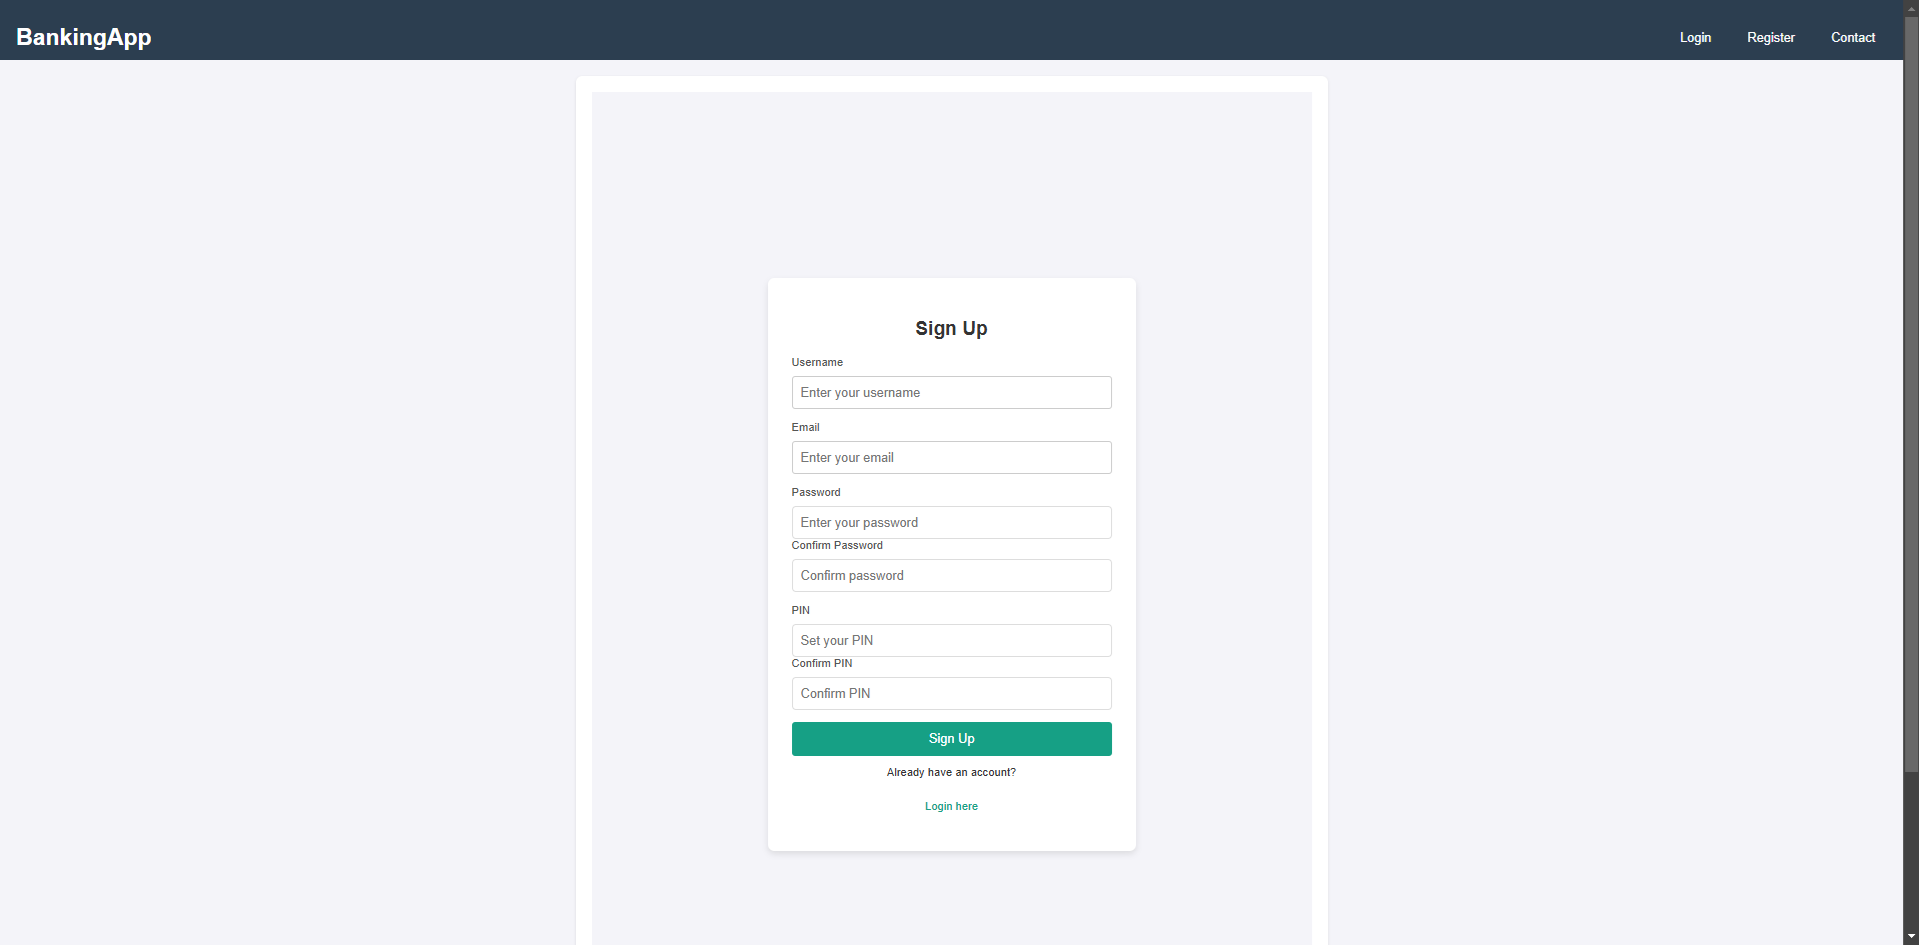 BankingApp
Login Register Contact
Sign Up
Username
Enter your username
Email
Enter your email
Password
Enter your password
Confirm Password
Confirm password
PIN
Set your PIN
Confirm PIN
Confirm PIN
Sign Up
Already have an account?
Login here